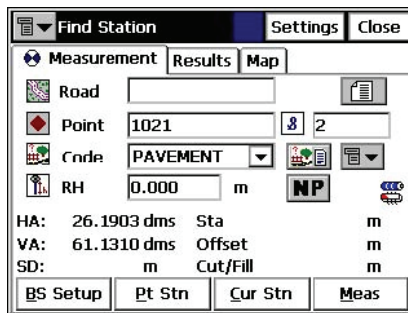 Find Station Settings Close
Measurement Results Map
Road
Point 1021 2
Code PAVEMENT
RH 0.000 m NP
HA: 26.1903 dms Sta m
VA: 61.1310 dms Offset m
SD: m Cut/Fill m
BS Setup Pt Stn Cur Stn Meas